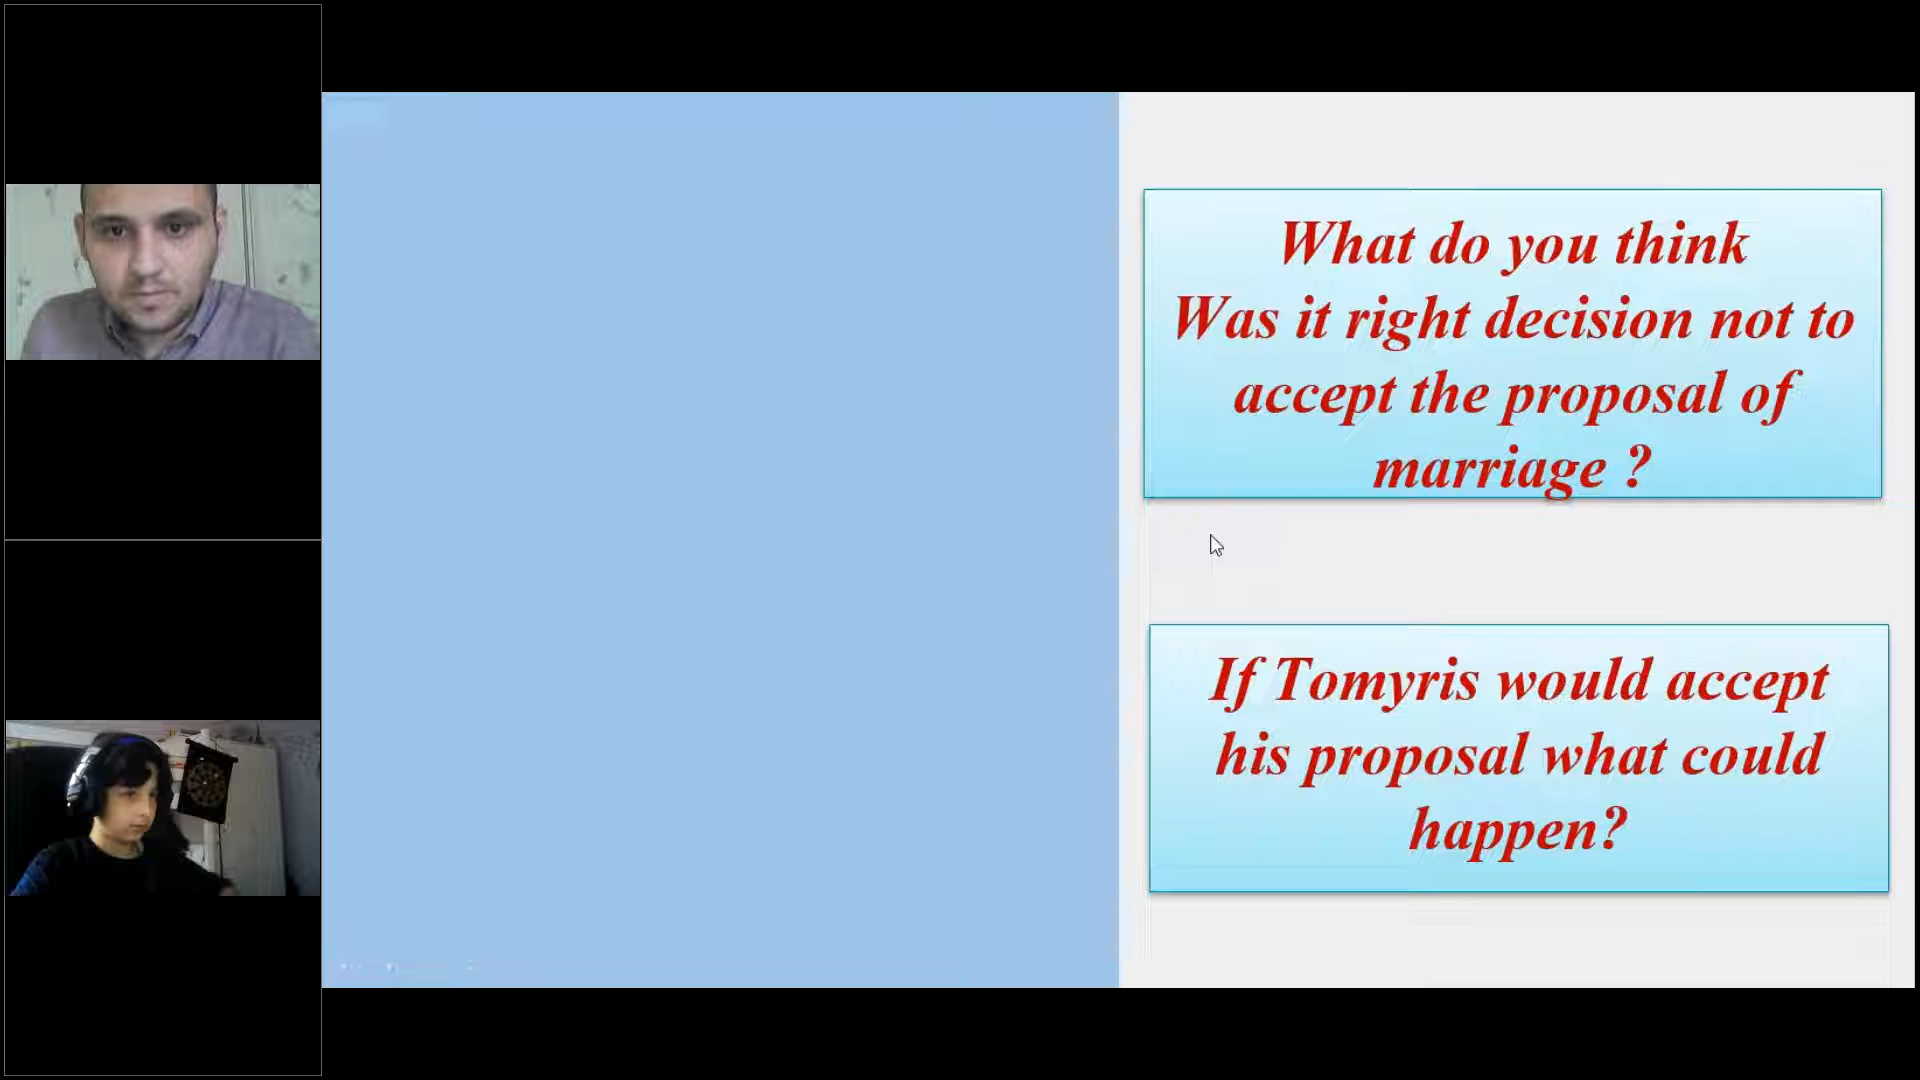 What do you think
Was it right decision not to
accept the proposal of
marriage ?
If Tomyris would accept
his proposal what could
happen?